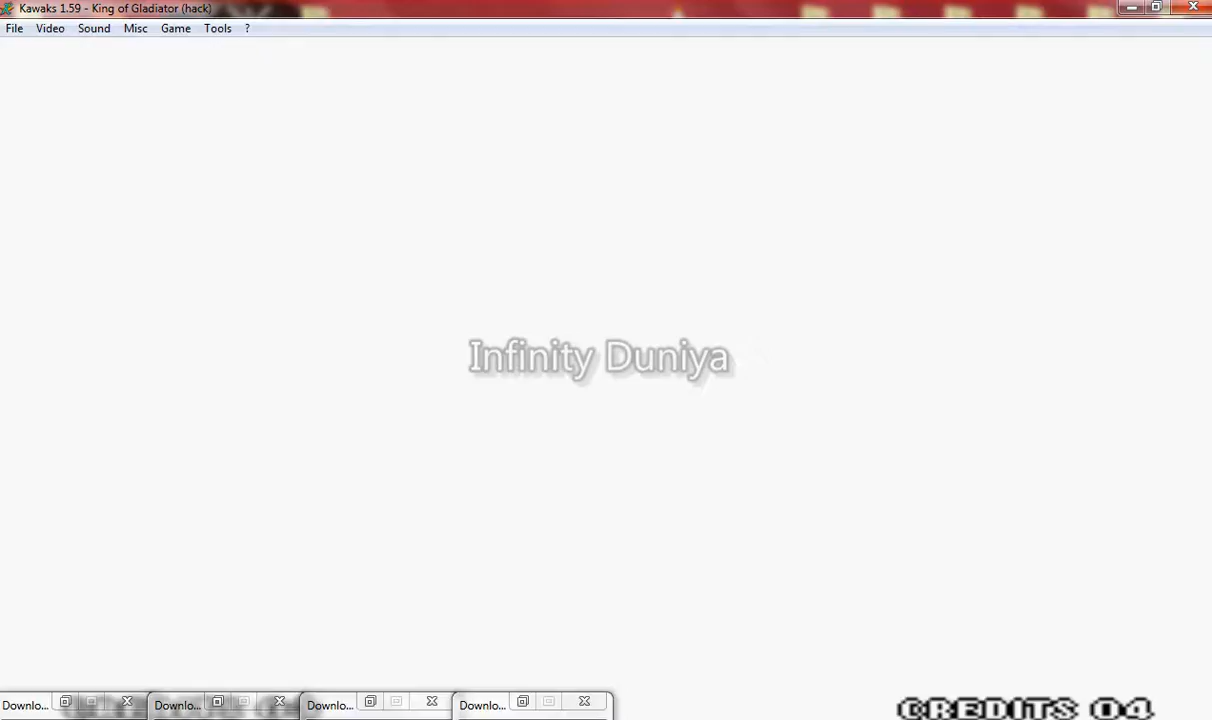 Kawaks 1.59 - King of Gladiator (hack)
File Video Sound Misc Game Tools ?
Infinity Duniya
Downlo... Downlo... Downlo... Downlo...
CREDITS 04